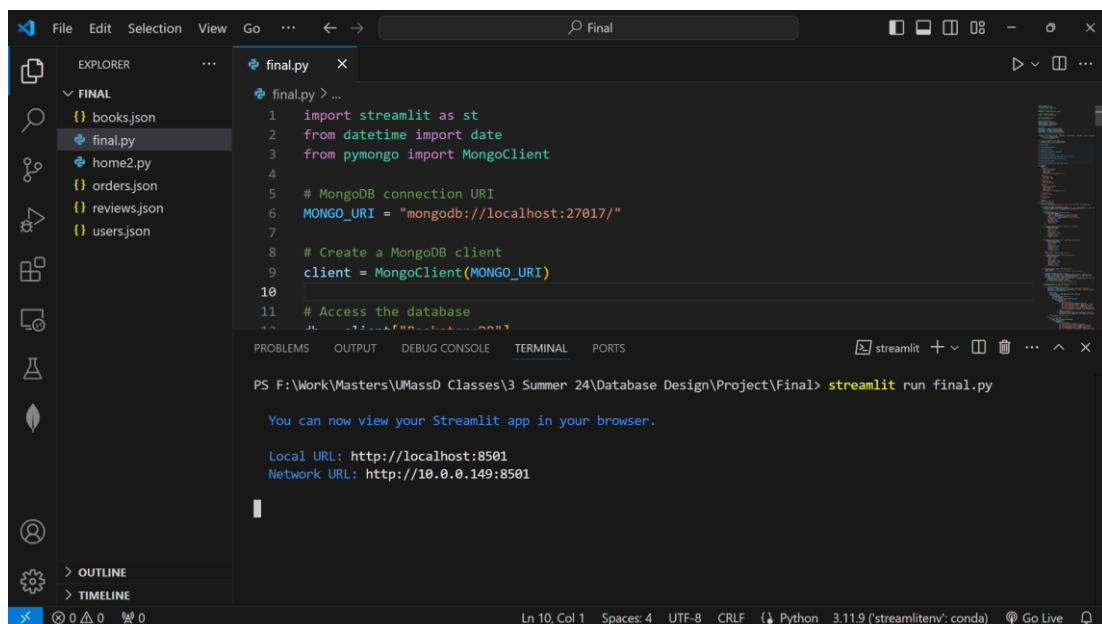 File Edit Selection View Go ··· Final
EXPLORER ···
FINAL
{} books.json
final.py
home2.py
{} orders.json
{} reviews.json
{} users.json
OUTLINE
TIMELINE
final.py
final.py > ...
1 import streamlit as st
2 from datetime import date
3 from pymongo import MongoClient
4
5 # MongoDB connection URI
6 MONGO_URI = "mongodb://localhost:27017/"
7
8 # Create a MongoDB client
9 client = MongoClient(MONGO_URI)
10
11 # Access the database
PROBLEMS OUTPUT DEBUG CONSOLE TERMINAL PORTS streamlit
PS F:\Work\Masters\UMassD Classes\3 Summer 24\Database Design\Project\Final> streamlit run final.py
You can now view your Streamlit app in your browser.
Local URL: http://localhost:8501
Network URL: http://10.0.0.149:8501
0 0 0 Ln 10, Col 1 Spaces: 4 UTF-8 CRLF {} Python 3.11.9 ('streamlitenv': conda) Go Live